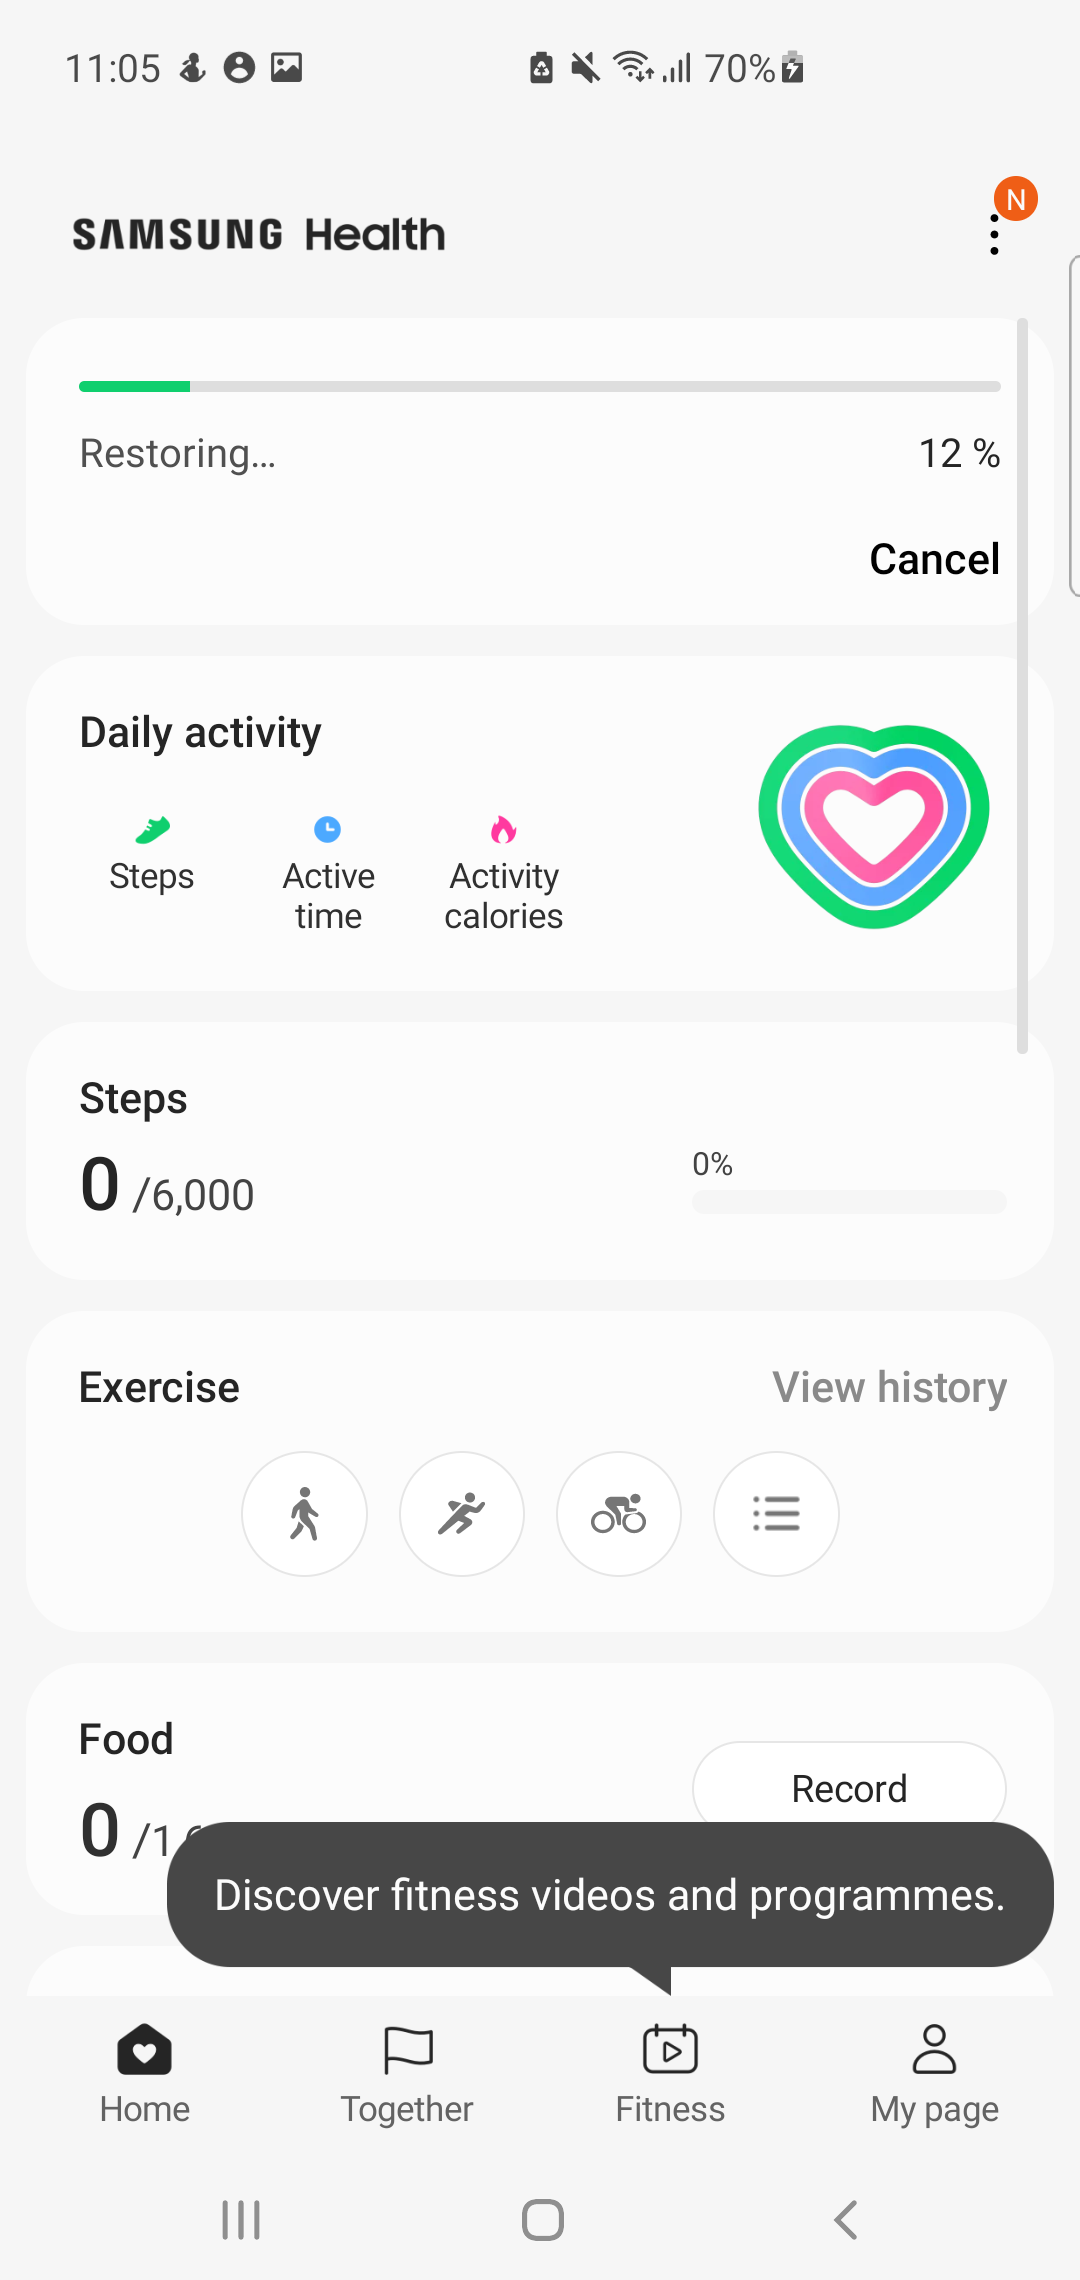 11:05
70%
N
SAMSUNG Health
Restoring...
12 %
Cancel
Daily activity
Steps
Active
time
Activity
calories
Steps
0 /6,000
0%
Exercise
View history
Food
Record
0 /1
Discover fitness videos and programmes.
Home
Together
Fitness
My page